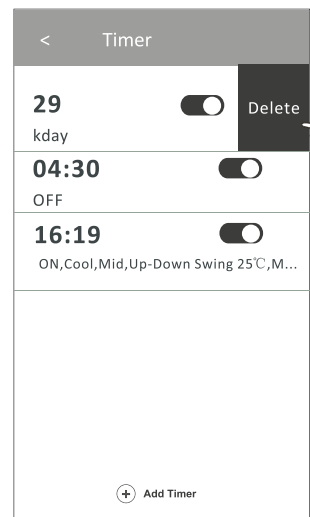 < Timer
29
Delete
kday
04:30
OFF
16:19
ON,Cool,Mid,Up-Down Swing 25℃,M...
+ Add Timer